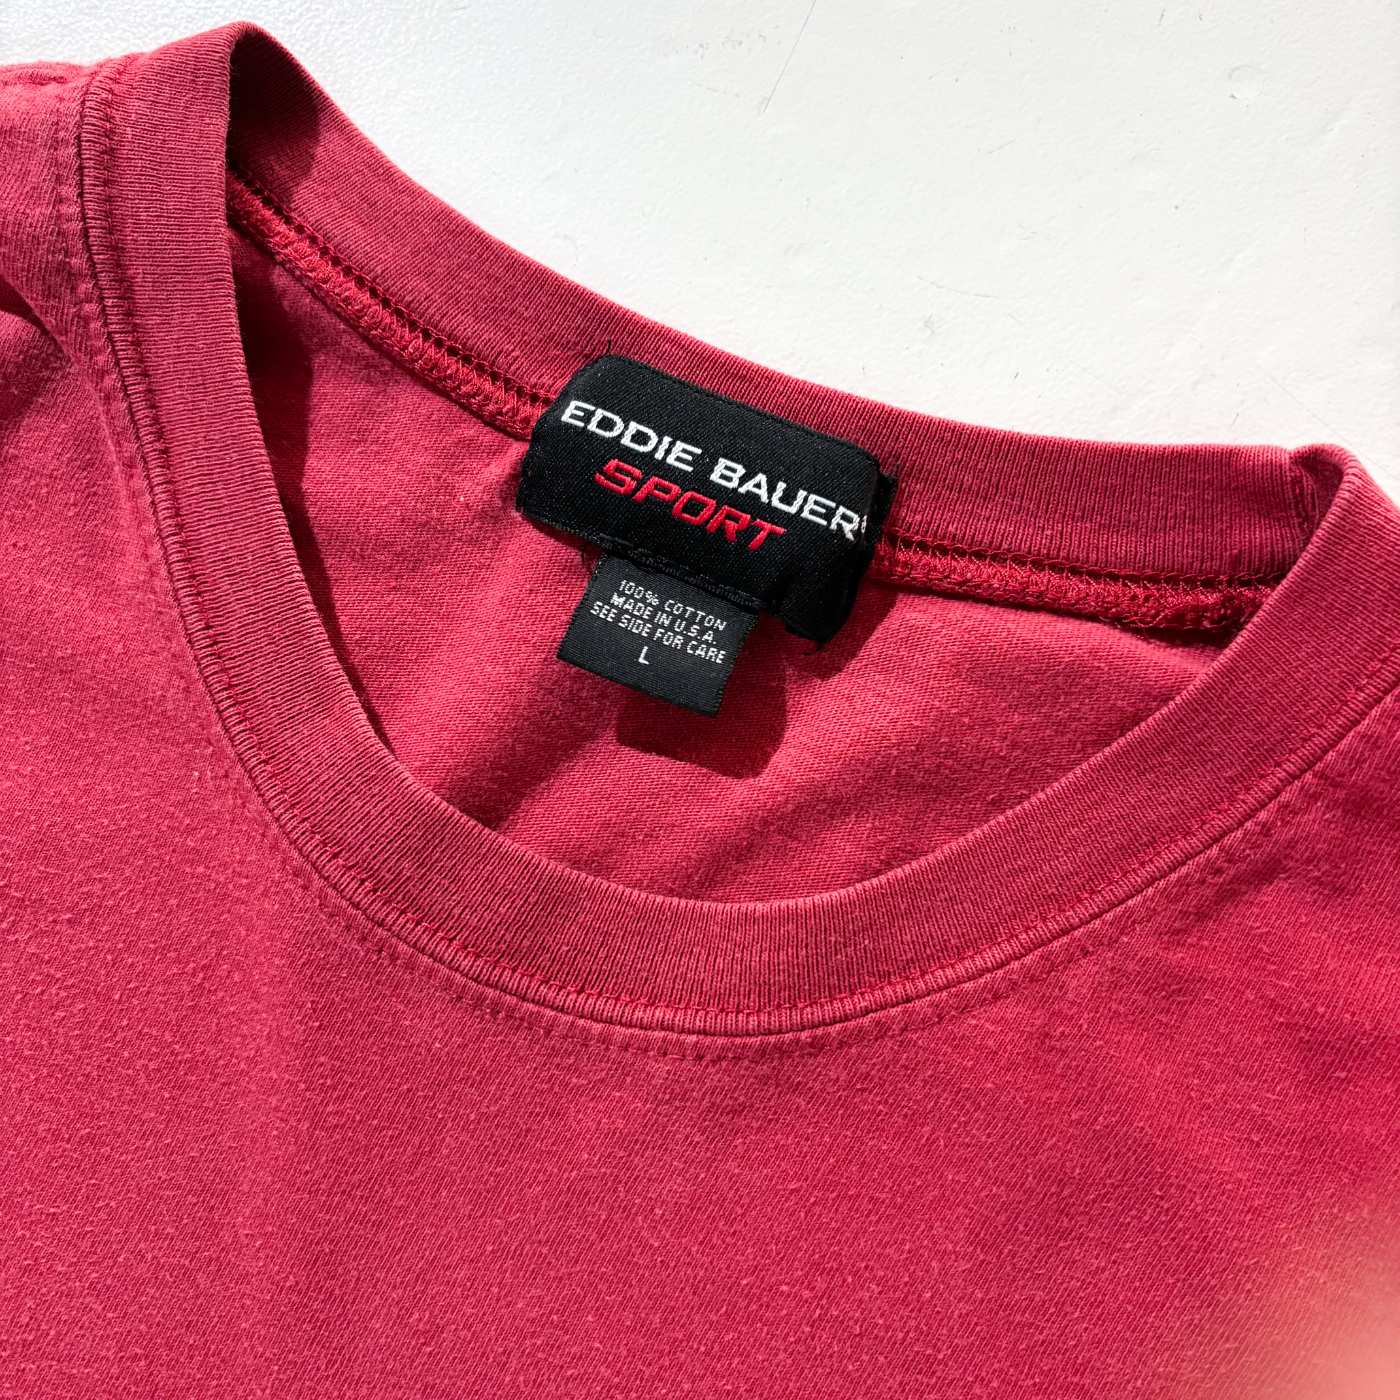 EDDIE BAUER
SPORT
100% COTTON
MADE IN U.S.A.
SEE SIDE FOR CARE
L